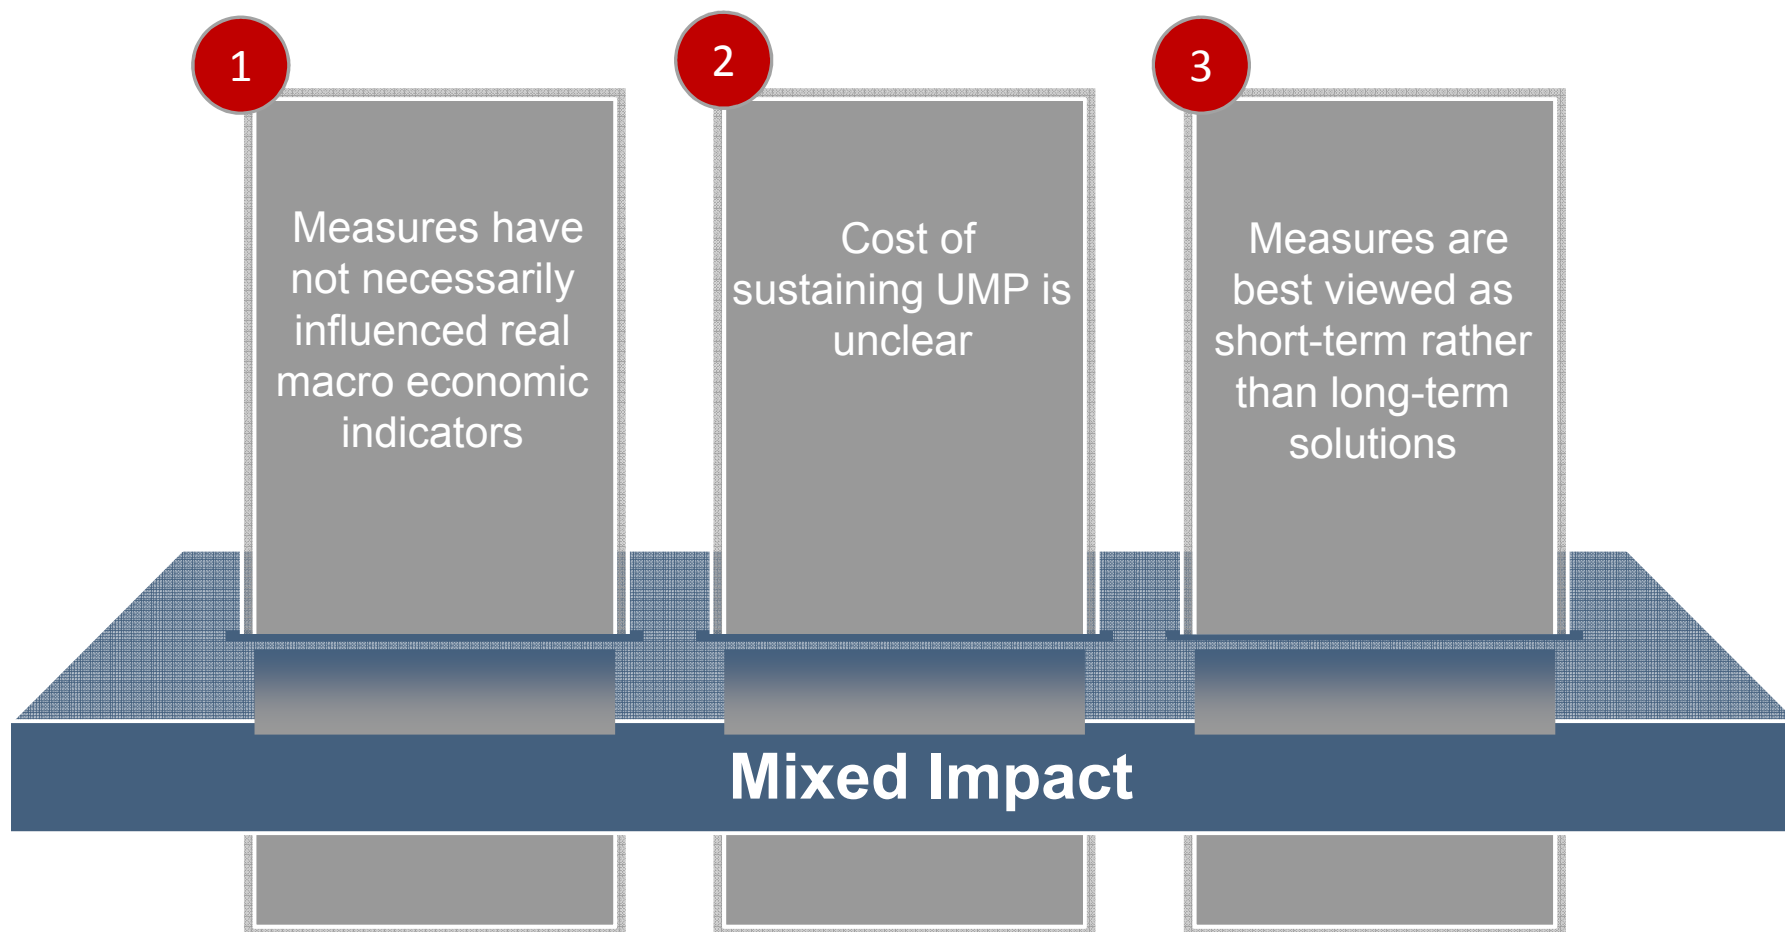 1
Measures have
not necessarily
influenced real
macro economic
indicators
2
Cost of
sustaining UMP is
unclear
3
Measures are
best viewed as
short-term rather
than long-term
solutions
Mixed Impact